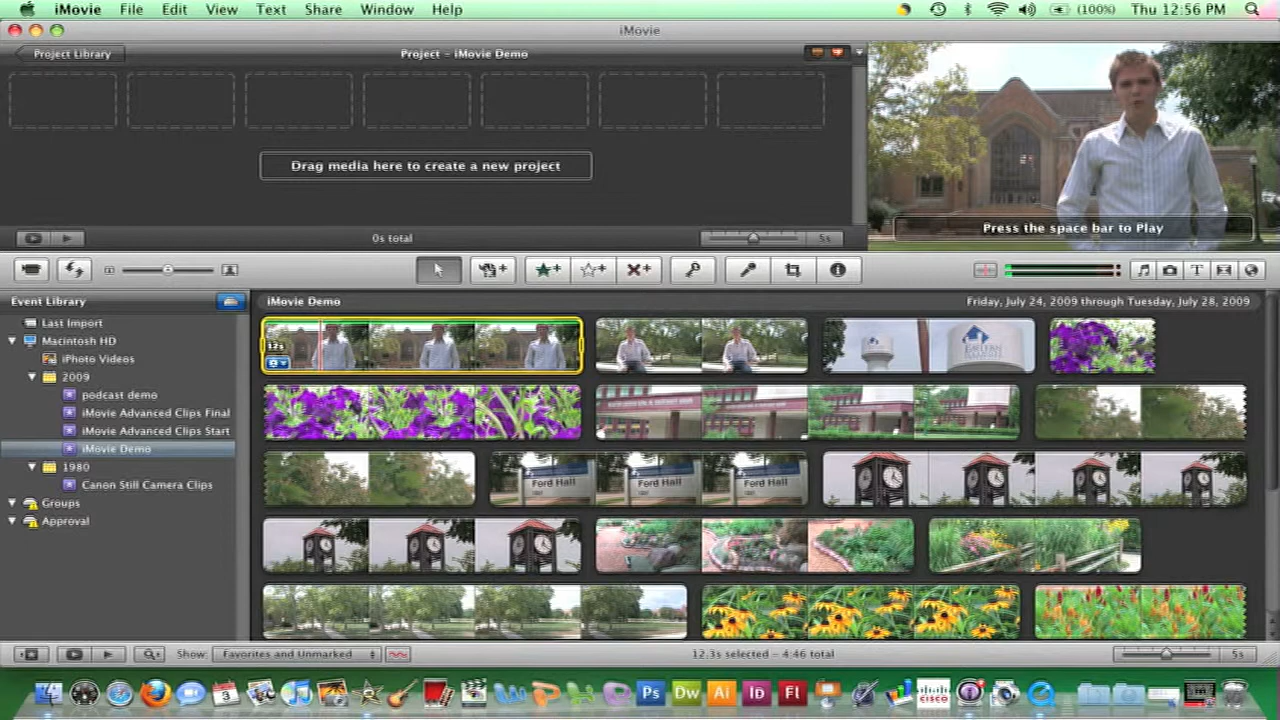 iMovie File Edit View Text Share Window Help (100%) Thu 12:56 PM
iMovie
Project Library Project - iMovie Demo
Drag media here to create a new project
Press the space bar to Play
0s total 5s
Event Library iMovie Demo Friday, July 24, 2009 through Tuesday, July 28, 2009
Last Import
Macintosh HD
12s
EASTERN
iPhoto Videos
2009
podcast demo
iMovie Advanced Clips Final
iMovie Advanced Clips Start
iMovie Demo
1980
Canon Still Camera Clips
Ford Hall Ford Hall Ford Hall
Groups
Approval
Show: Favorites and Unmarked 12.3s selected - 4:46 total 5s
3 Ps Dw Ai Id Fl
CISCO